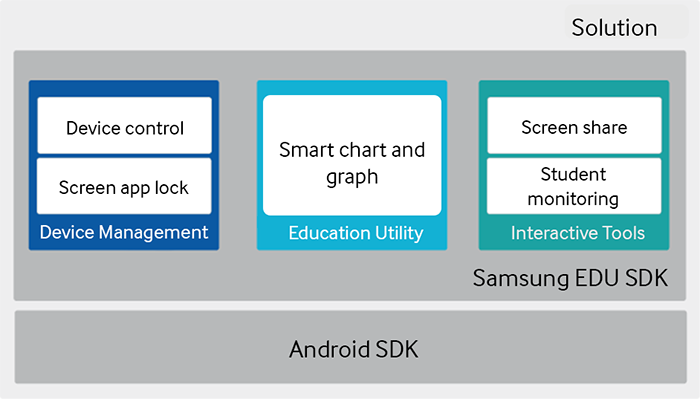 Solution
Device control
Screen app lock
Device Management
Smart chart and
graph
Education Utility
Screen share
Student
monitoring
Interactive Tools
Samsung EDU SDK
Android SDK